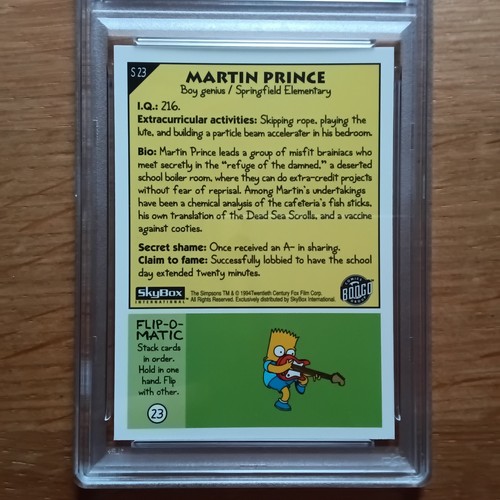 S 23
MARTIN PRINCE
Boy genius / Springfield Elementary
I.Q.: 216.
Extracurricular activities: Skipping rope, playing the
lute, and building a particle beam accelerater in his bedroom.
Bio: Martin Prince leads a group of misfit brainiacs who
meet secretly in the "refuge of the damned," a deserted
school boiler room, where they can do extra-credit projects
without fear of reprisal. Among Martin's undertakings
have been a chemical analysis of the cafeteria's fish sticks,
his own translation of the Dead Sea Scrolls, and a vaccine
against cooties.
Secret shame: Once received an A- in sharing.
Claim to fame: Successfully lobbied to have the school
day extended twenty minutes.
SkyBox
INTERNATIONAL
The Simpsons TM & © 1994 Twentieth Century Fox Film Corp.
All Rights Reserved. Exclusively distributed by SkyBox International.
BONGO
FLIP-O-
MATIC
Stack cards
in order.
Hold in one
hand. Flip
with other.
23